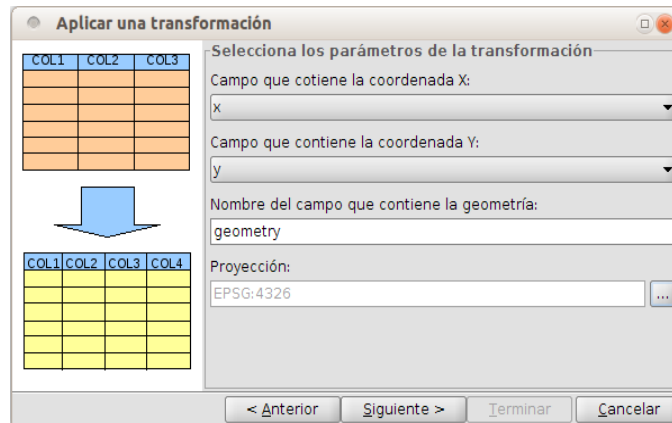 Aplicar una transformación
COL1 COL2 COL3
COL1 COL2 COL3 COL4
Selecciona los parámetros de la transformación
Campo que cotiene la coordenada X:
x
Campo que contiene la coordenada Y:
y
Nombre del campo que contiene la geometría:
geometry
Proyección:
EPSG:4326
...
< Anterior
Siguiente >
Terminar
Cancelar